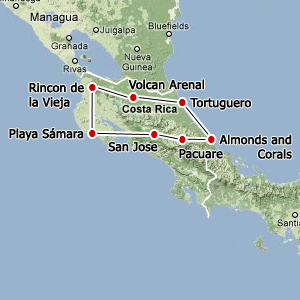 Managua
Bluefields
Granada
Rivas
Nueva
Guinea
Rincon de
la Vieja
Volcan Arenal
Costa Rica
Tortuguero
Playa Sámara
San Jose
Pacuare
Almonds and
Corals
Santi